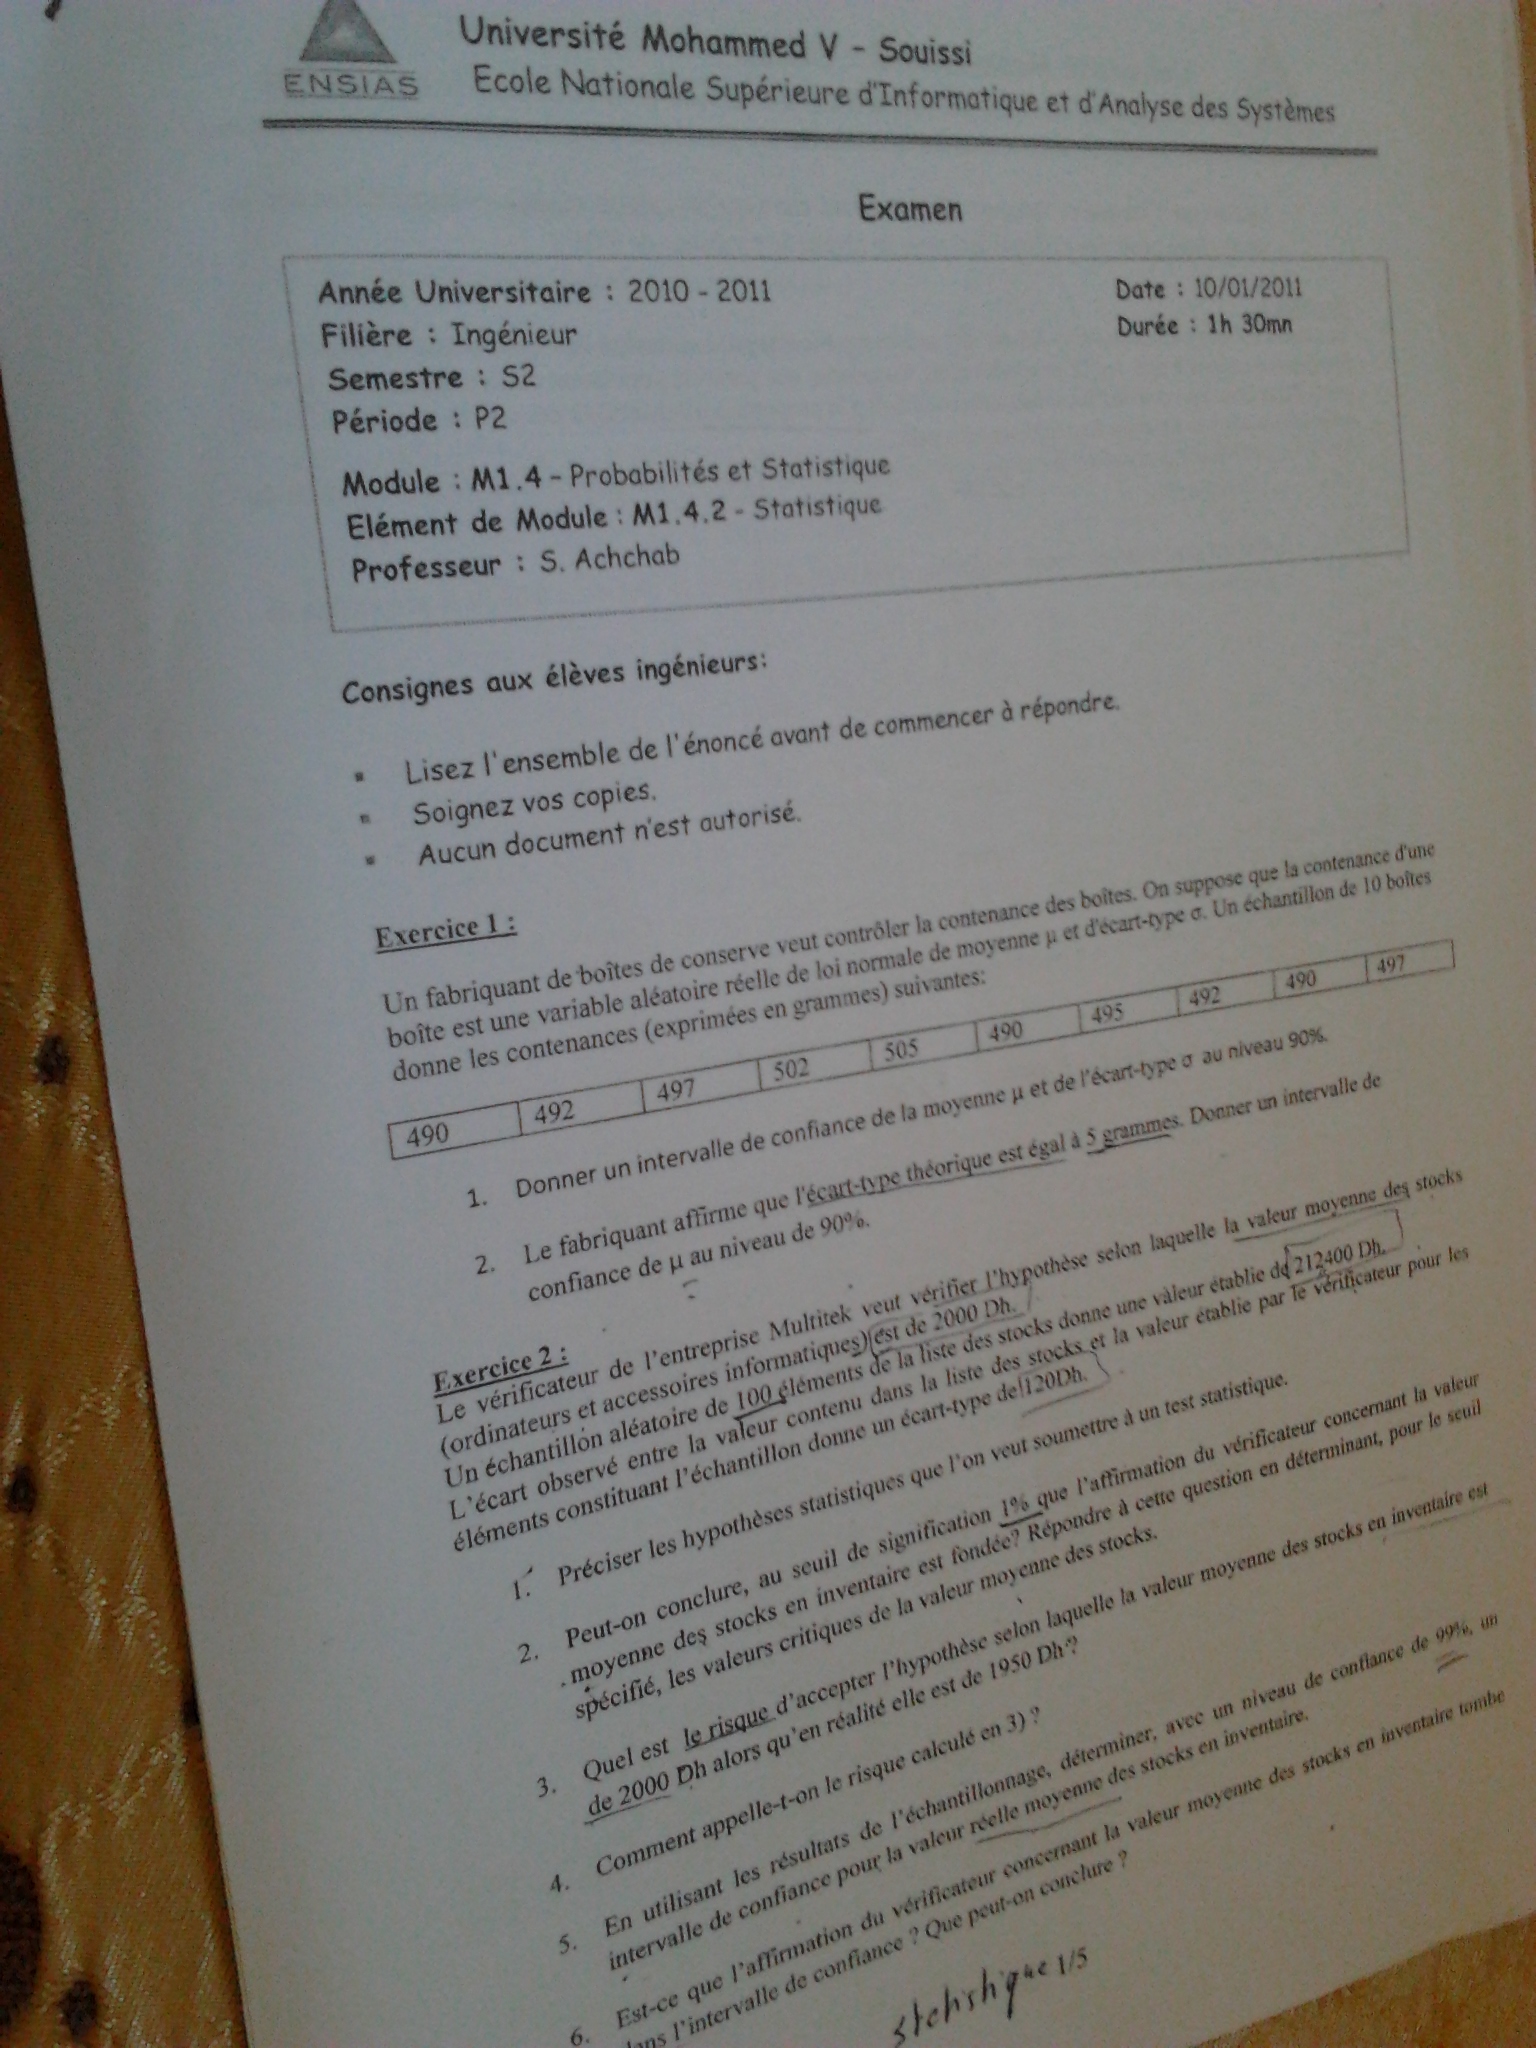 ENSIAS
Université Mohammed V - Souissi
Ecole Nationale Supérieure d'Informatique et d'Analyse des Systèmes
Examen
Année Universitaire : 2010 - 2011
Date : 10/01/2011
Filière : Ingénieur
Durée : 1h 30mn
Semestre : S2
Période : P2
Module : M1.4 - Probabilités et Statistique
Elément de Module : M1.4.2 - Statistique
Professeur : S. Achchab
Consignes aux élèves ingénieurs:
▪ Lisez l'ensemble de l'énoncé avant de commencer à répondre.
▪ Soignez vos copies.
▪ Aucun document n'est autorisé.
Exercice 1 :
Un fabriquant de boîtes de conserve veut contrôler la contenance des boîtes. On suppose que la contenance d'une
boîte est une variable aléatoire réelle de loi normale de moyenne µ et d'écart-type σ. Un échantillon de 10 boîtes
donne les contenances (exprimées en grammes) suivantes:
490 492 497 502 505 490 495 492 490 497
1. Donner un intervalle de confiance de la moyenne µ et de l'écart-type σ au niveau 90%.
2. Le fabriquant affirme que l'écart-type théorique est égal à 5 grammes. Donner un intervalle de
confiance de µ au niveau de 90%.
Exercice 2 :
Le vérificateur de l'entreprise Multitek veut vérifier l'hypothèse selon laquelle la valeur moyenne des stocks
(ordinateurs et accessoires informatiques) est de 2000 Dh.
Un échantillon aléatoire de 100 éléments de la liste des stocks donne une valeur établie de 212400 Dh.
L'écart observé entre la valeur contenu dans la liste des stocks et la valeur établie par le vérificateur pour les
éléments constituant l'échantillon donne un écart-type de 120Dh.
1. Préciser les hypothèses statistiques que l'on veut soumettre à un test statistique.
2. Peut-on conclure, au seuil de signification 1% que l'affirmation du vérificateur concernant la valeur
moyenne des stocks en inventaire est fondée? Répondre à cette question en déterminant, pour le seuil
spécifié, les valeurs critiques de la valeur moyenne des stocks.
3. Quel est le risque d'accepter l'hypothèse selon laquelle la valeur moyenne des stocks en inventaire est
de 2000 Dh alors qu'en réalité elle est de 1950 Dh ?
4. Comment appelle-t-on le risque calculé en 3) ?
5. En utilisant les résultats de l'échantillonnage, déterminer, avec un niveau de confiance de 99%, un
intervalle de confiance pour la valeur réelle moyenne des stocks en inventaire.
6. Est-ce que l'affirmation du vérificateur concernant la valeur moyenne des stocks en inventaire tombe
dans l'intervalle de confiance ? Que peut-on conclure ?
statistique 1/5